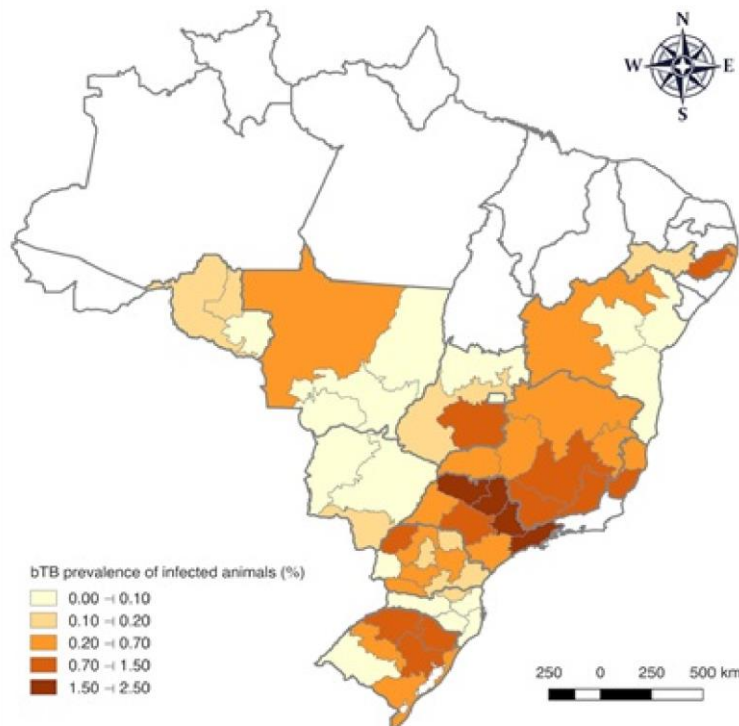 N
W E
S
bTB prevalence of infected animals (%)
0.00 ⊣ 0.10
0.10 ⊣ 0.20
0.20 ⊣ 0.70
0.70 ⊣ 1.50
1.50 ⊣ 2.50
250 0 250 500 km